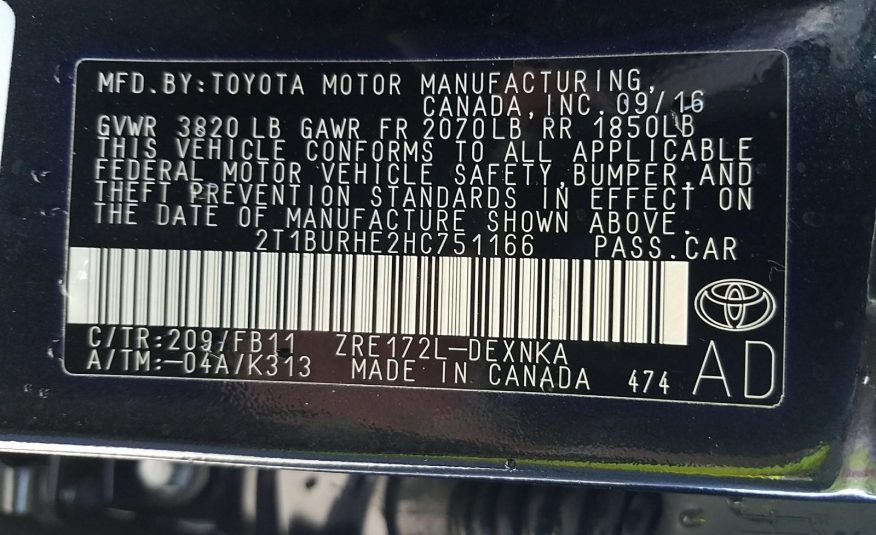 MFD.BY:TOYOTA MOTOR MANUFACTURING,
CANADA,INC. 09/16
GVWR 3820 LB GAWR FR 2070LB RR 1850LB
THIS VEHICLE CONFORMS TO ALL APPLICABLE
FEDERAL MOTOR VEHICLE SAFETY,BUMPER,AND
THEFT PREVENTION STANDARDS IN EFFECT ON
THE DATE OF MANUFACTURE SHOWN ABOVE.
2T1BURHE2HC751166 PASS.CAR
C/TR:209/FB11 ZRE172L-DEXNKA
A/TM:-04A/K313 MADE IN CANADA 474 AD